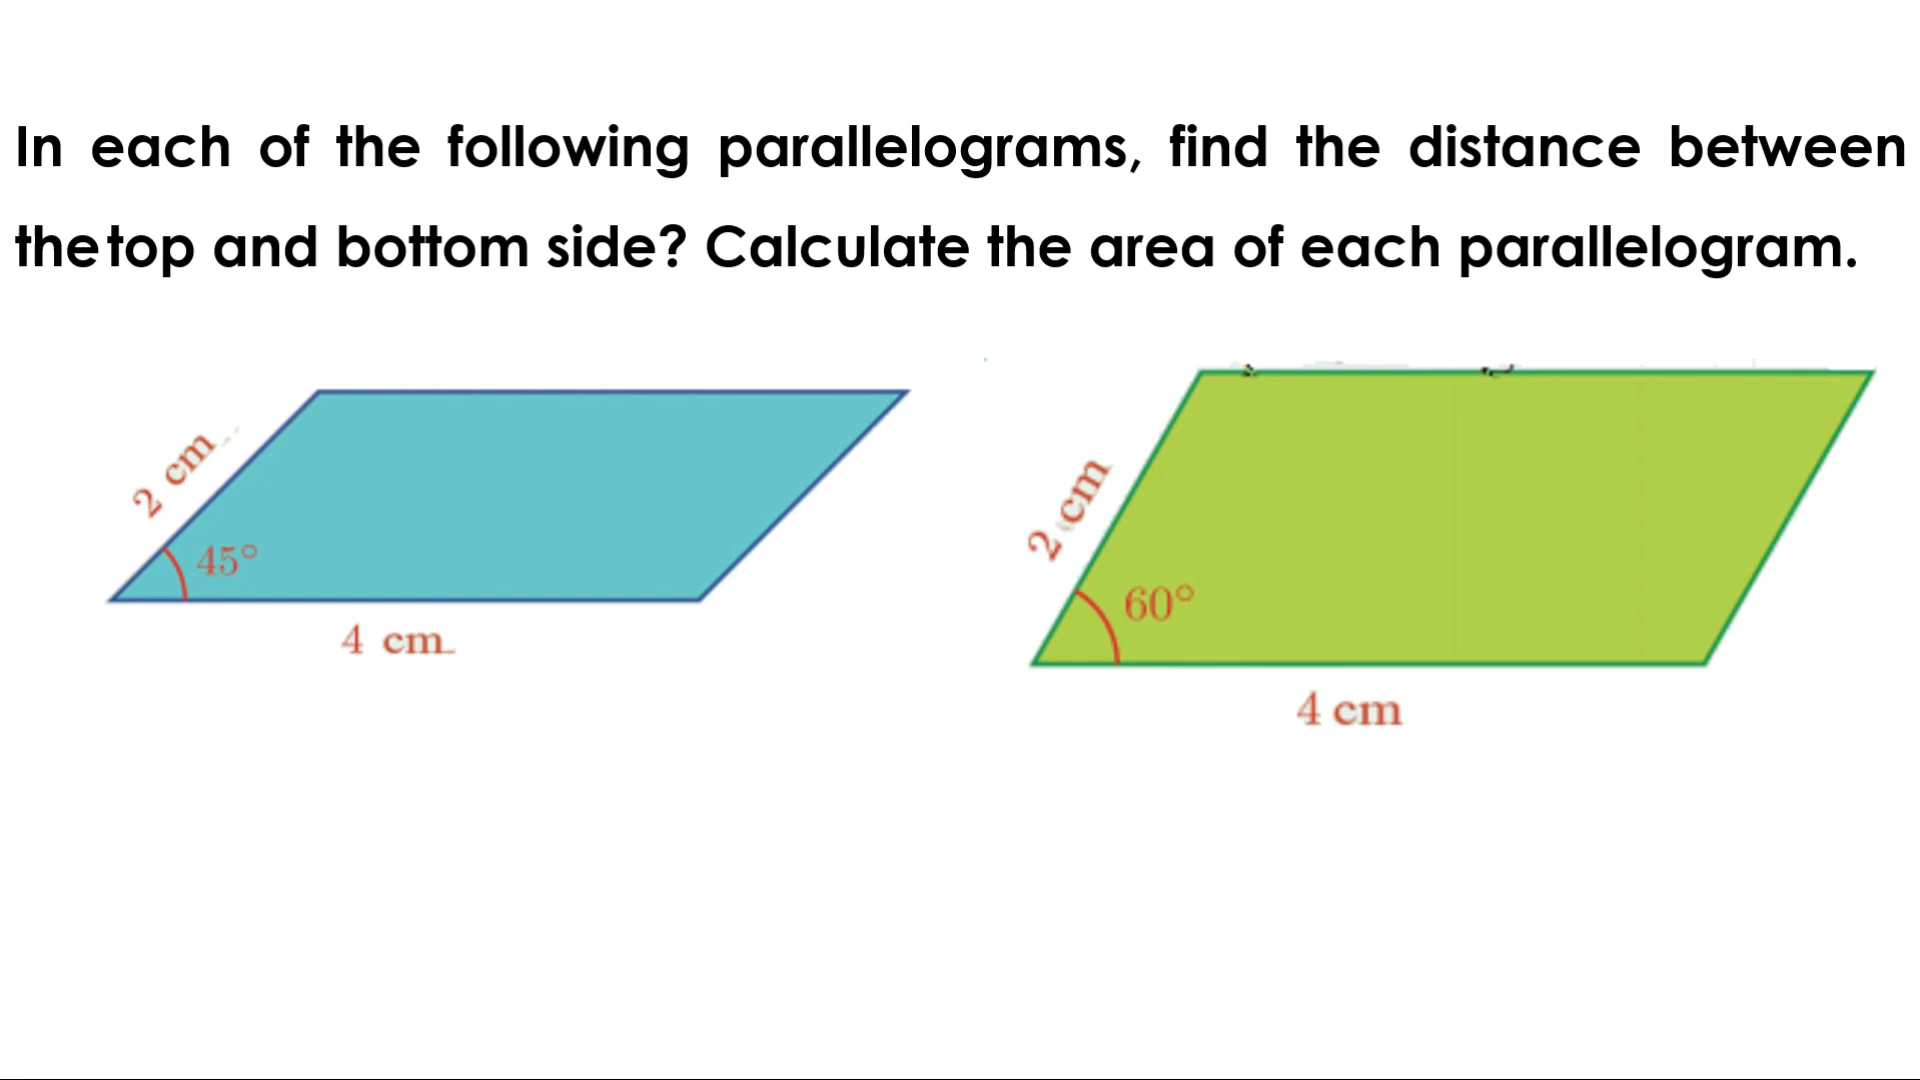 In each of the following parallelograms, find the distance between
the top and bottom side? Calculate the area of each parallelogram.
2 cm
45°
4 cm
2 cm
60°
4 cm